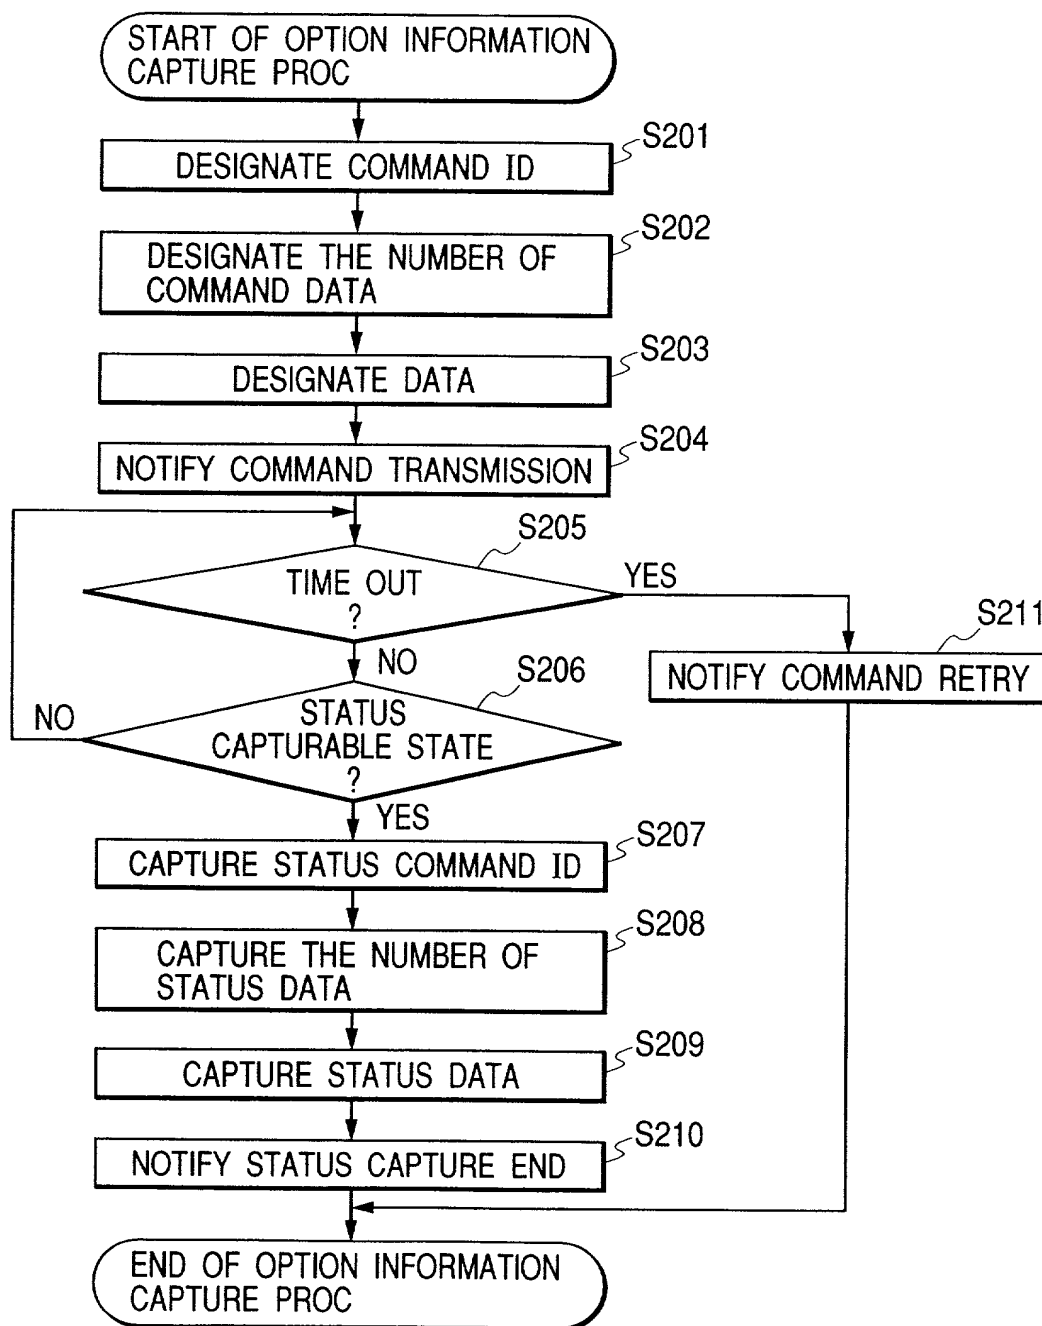 START OF OPTION INFORMATION
CAPTURE PROC
S201
DESIGNATE COMMAND ID
S202
DESIGNATE THE NUMBER OF
COMMAND DATA
S203
DESIGNATE DATA
S204
NOTIFY COMMAND TRANSMISSION
S205
TIME OUT
?
YES
NO
S211
NOTIFY COMMAND RETRY
S206
STATUS
CAPTURABLE STATE
?
NO
YES
S207
CAPTURE STATUS COMMAND ID
S208
CAPTURE THE NUMBER OF
STATUS DATA
S209
CAPTURE STATUS DATA
S210
NOTIFY STATUS CAPTURE END
END OF OPTION INFORMATION
CAPTURE PROC